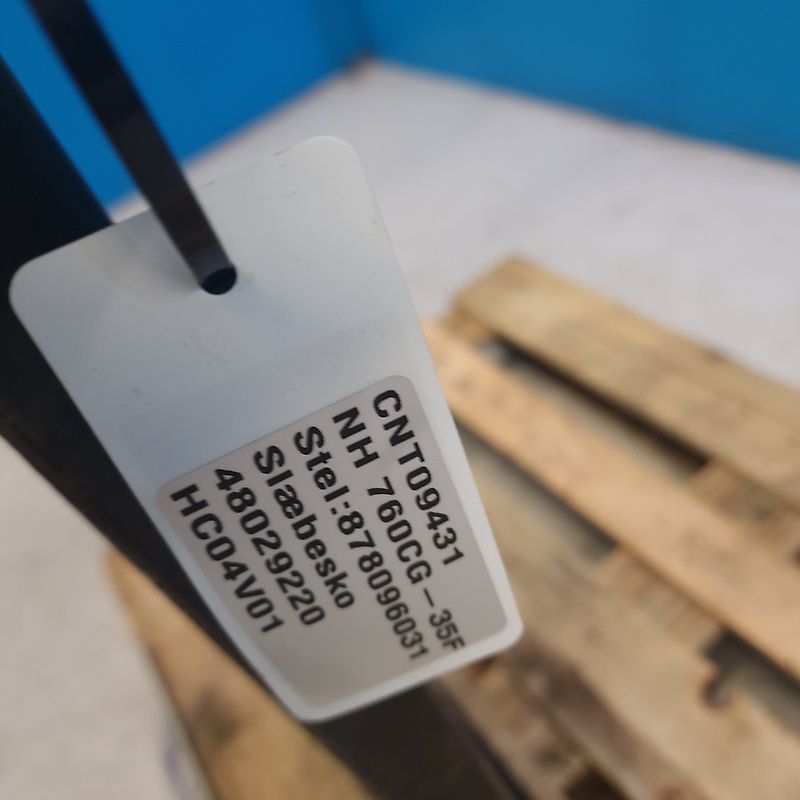 CNT09431
NH 760CG-35F
Stel:878096031
Slæbesko
48029220
HC04V01